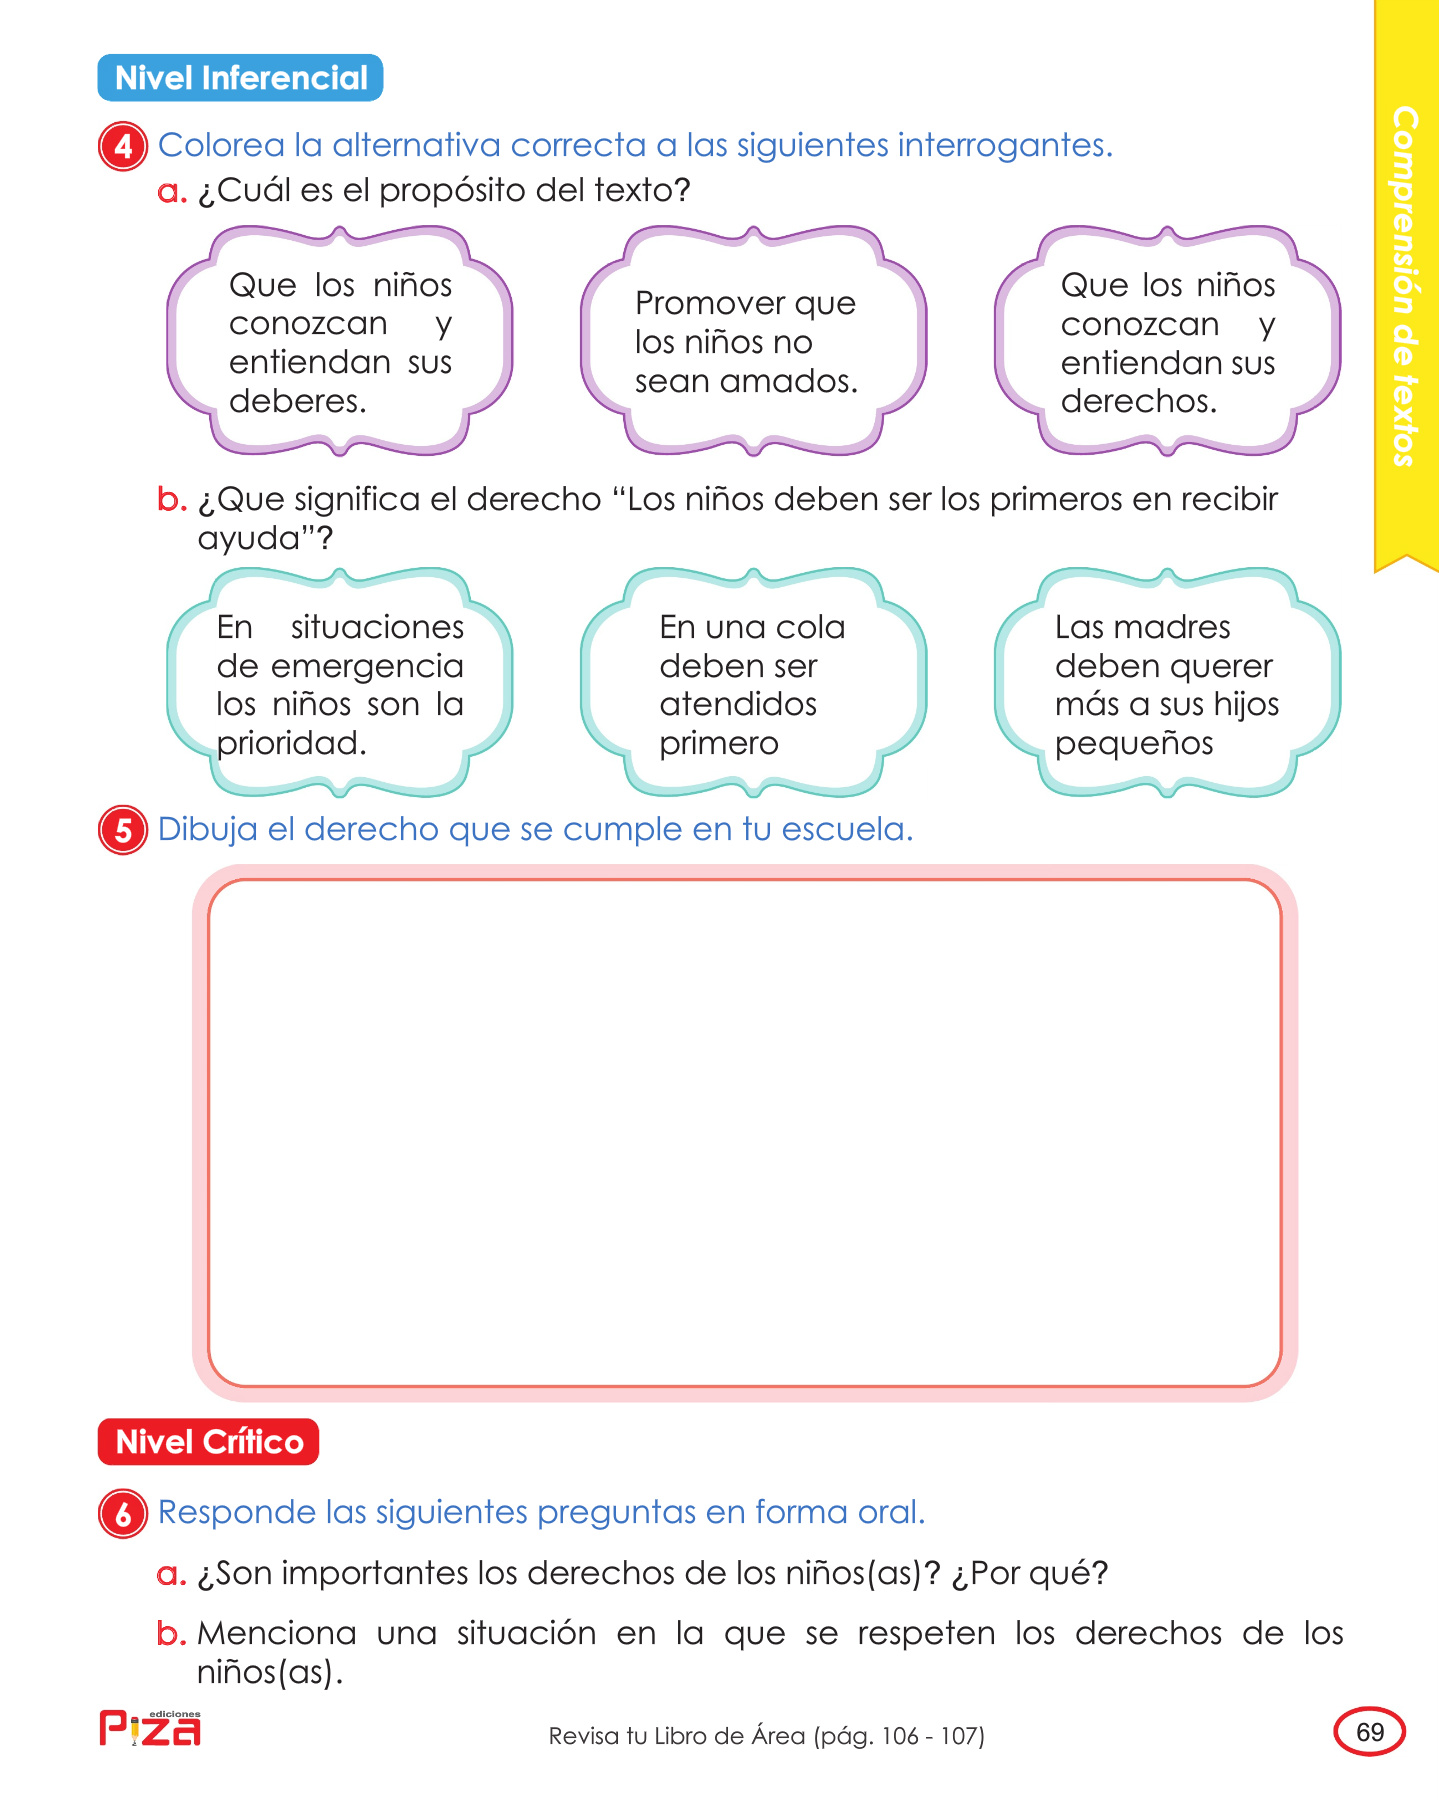 Nivel Inferencial
4 Colorea la alternativa correcta a las siguientes interrogantes.
a. ¿Cuál es el propósito del texto?
Que los niños
conozcan y
entiendan sus
deberes.
Promover que
los niños no
sean amados.
Que los niños
conozcan y
entiendan sus
derechos.
b. ¿Que significa el derecho “Los niños deben ser los primeros en recibir
ayuda”?
En situaciones
de emergencia
los niños son la
prioridad.
En una cola
deben ser
atendidos
primero
Las madres
deben querer
más a sus hijos
pequeños
5 Dibuja el derecho que se cumple en tu escuela.
Nivel Crítico
6 Responde las siguientes preguntas en forma oral.
a. ¿Son importantes los derechos de los niños(as)? ¿Por qué?
b. Menciona una situación en la que se respeten los derechos de los
niños(as).
ediciones
Piza
Revisa tu Libro de Área (pág. 106 - 107)
69
Comprensión de textos